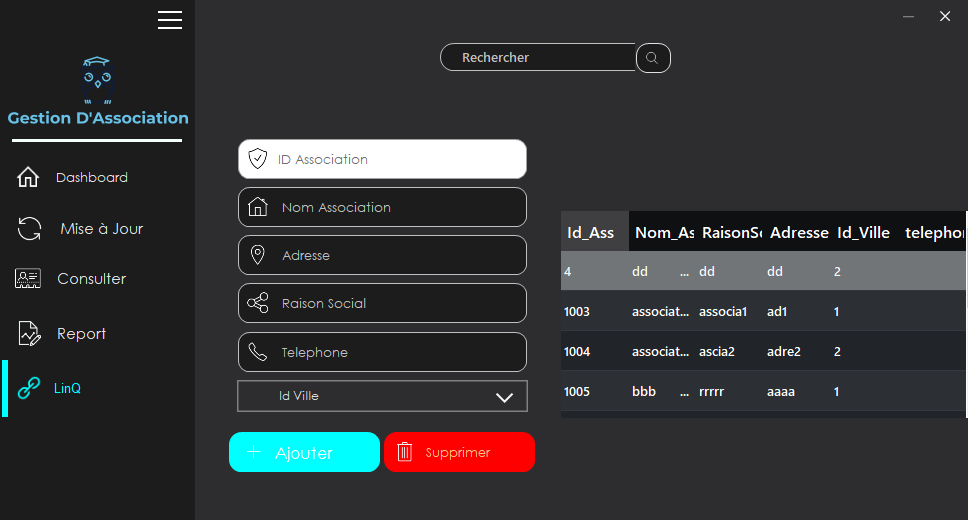 Rechercher
Gestion D'Association
Dashboard
Mise à Jour
Consulter
Report
LinQ
ID Association
Nom Association
Adresse
Raison Social
Telephone
Id Ville
Ajouter
Supprimer
Id_Ass Nom_As RaisonSo Adresse Id_Ville telephon
4 dd ... dd dd 2
1003 associat... associa1 ad1 1
1004 associat... ascia2 adre2 2
1005 bbb ... rrrrr aaaa 1